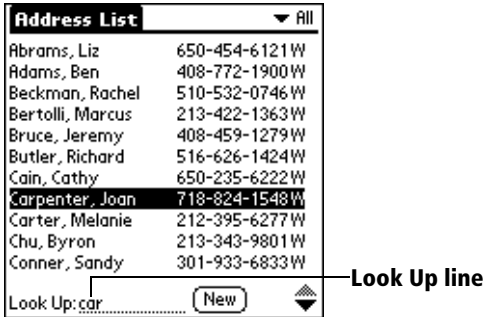 Address List ▼ All
Abrams, Liz 650-454-6121W
Adams, Ben 408-772-1900W
Beckman, Rachel 510-532-0746W
Bertolli, Marcus 213-422-1363W
Bruce, Jeremy 408-459-1279W
Butler, Richard 516-626-1424W
Cain, Cathy 650-235-6222W
Carpenter, Joan 718-824-1548W
Carter, Melanie 212-395-6277W
Chu, Byron 213-343-9801W
Conner, Sandy 301-933-6833W
Look Up: car New
Look Up line